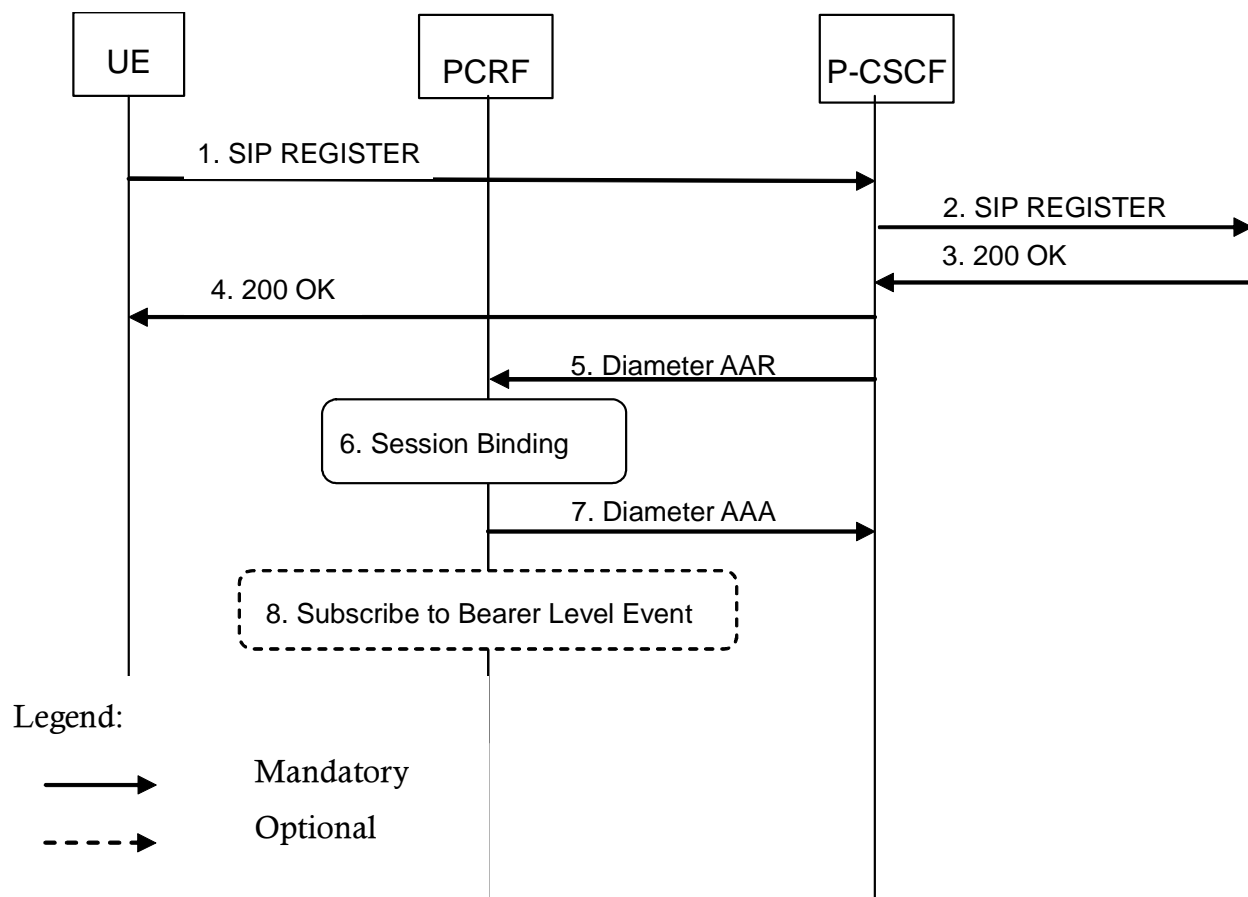 UE
PCRF
P-CSCF
1. SIP REGISTER
2. SIP REGISTER
3. 200 OK
4. 200 OK
5. Diameter AAR
6. Session Binding
7. Diameter AAA
8. Subscribe to Bearer Level Event
Legend:
Mandatory
Optional